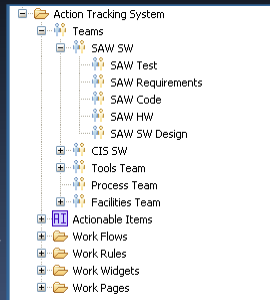 Action Tracking System
Teams
SAW SW
SAW Test
SAW Requirements
SAW Code
SAW HW
SAW SW Design
CIS SW
Tools Team
Process Team
Facilities Team
AI Actionable Items
Work Flows
Work Rules
Work Widgets
Work Pages